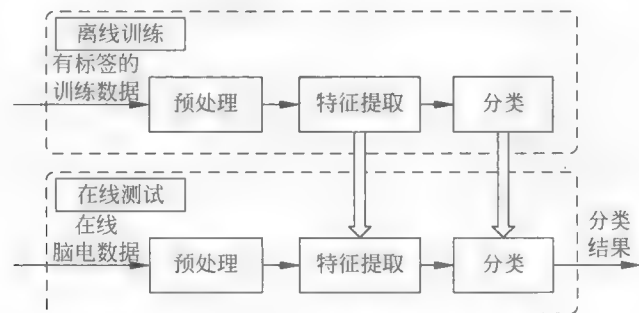 离线训练
有标签的
训练数据
预处理
特征提取
分类
在线测试
在线
脑电数据
预处理
特征提取
分类
分类
结果